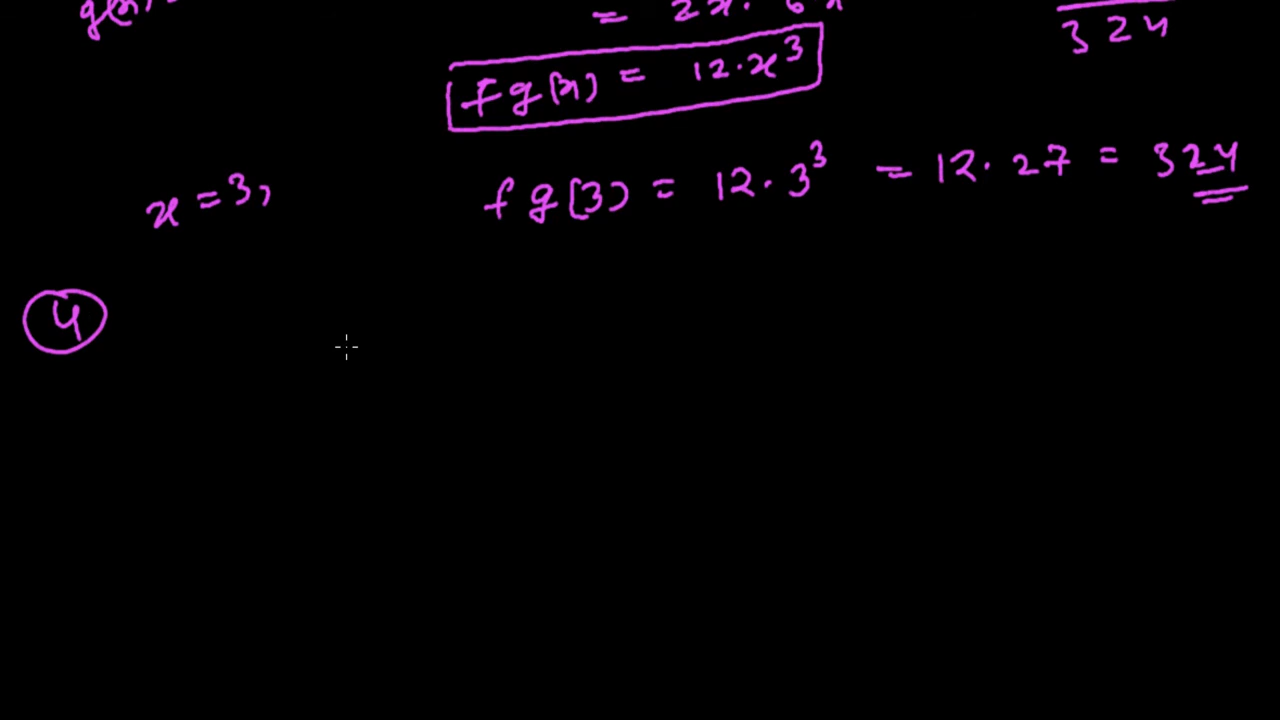 g(x)
= 2x. 6x
324
fg(x) = 12.x³
x = 3, fg(3) = 12.3³ = 12.27 = 324
4